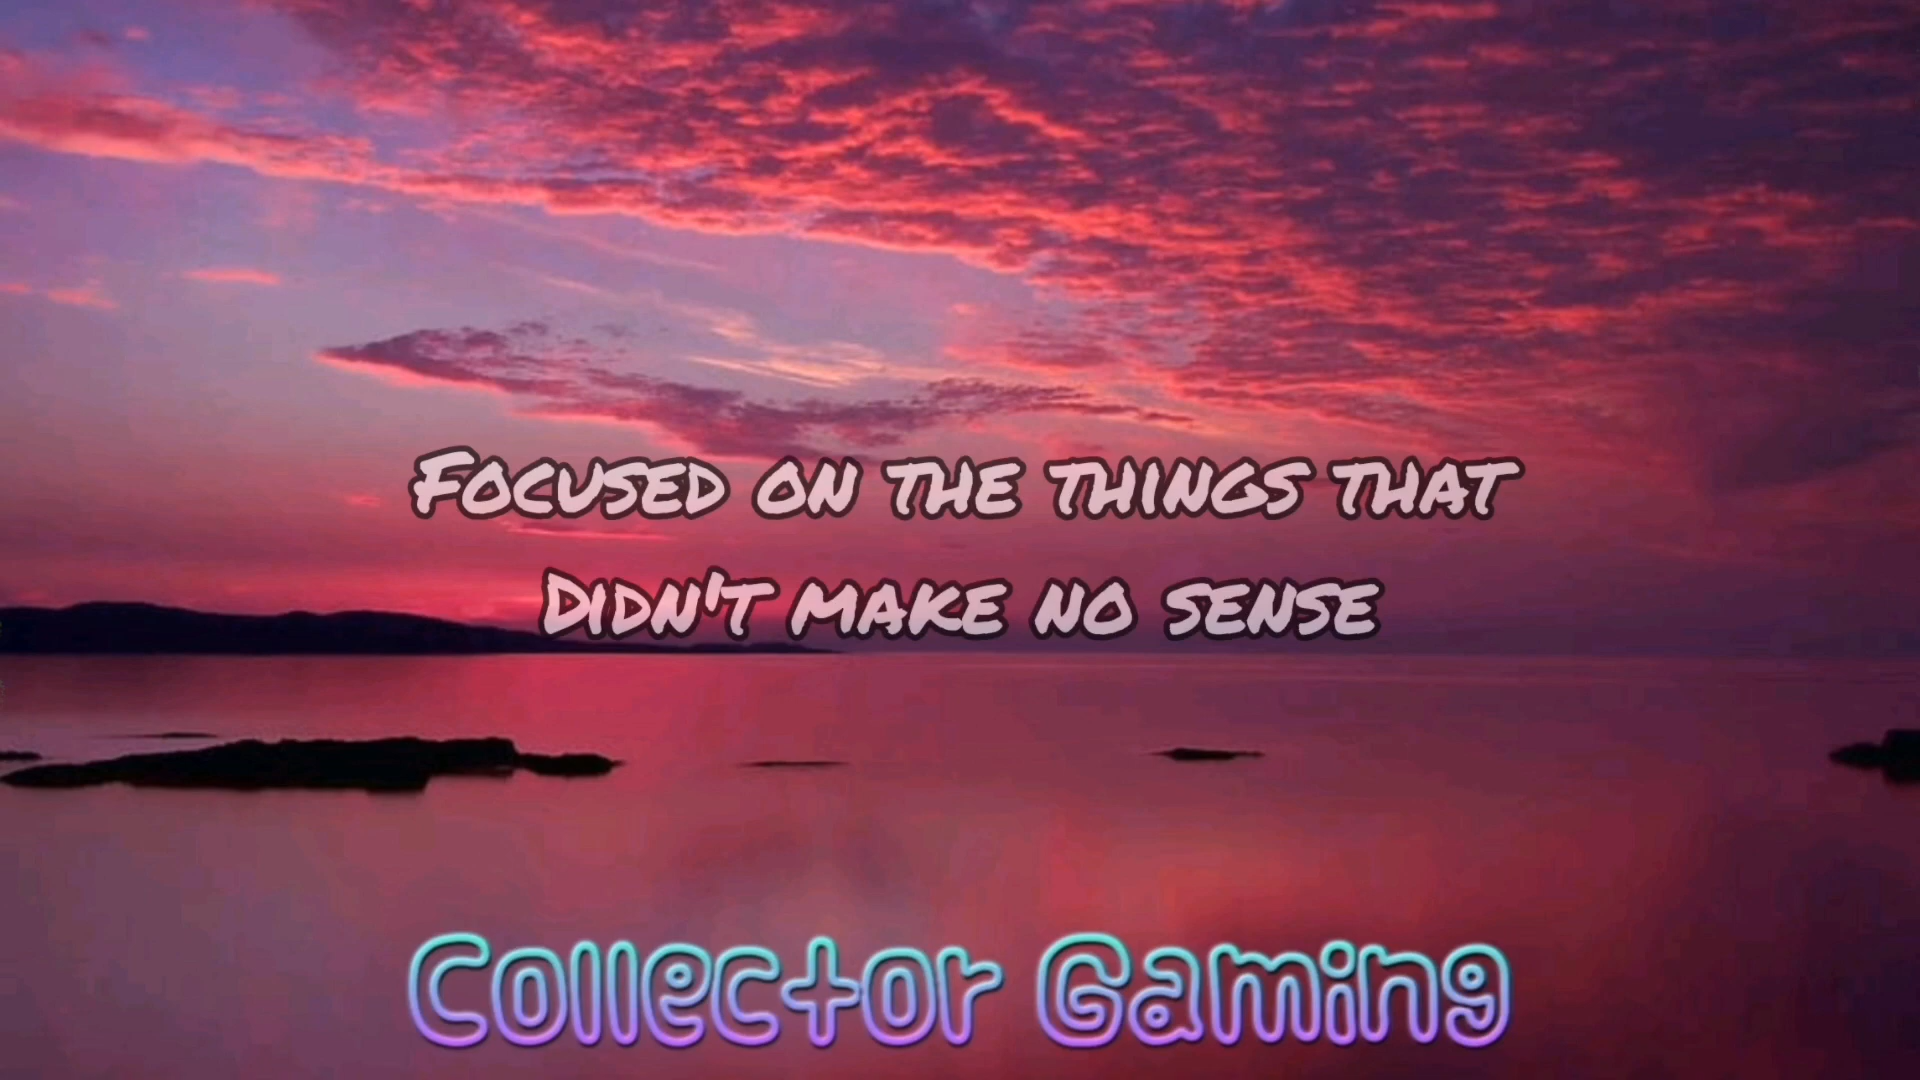 Focused on the things that
Didn't make no sense
Collector Gaming